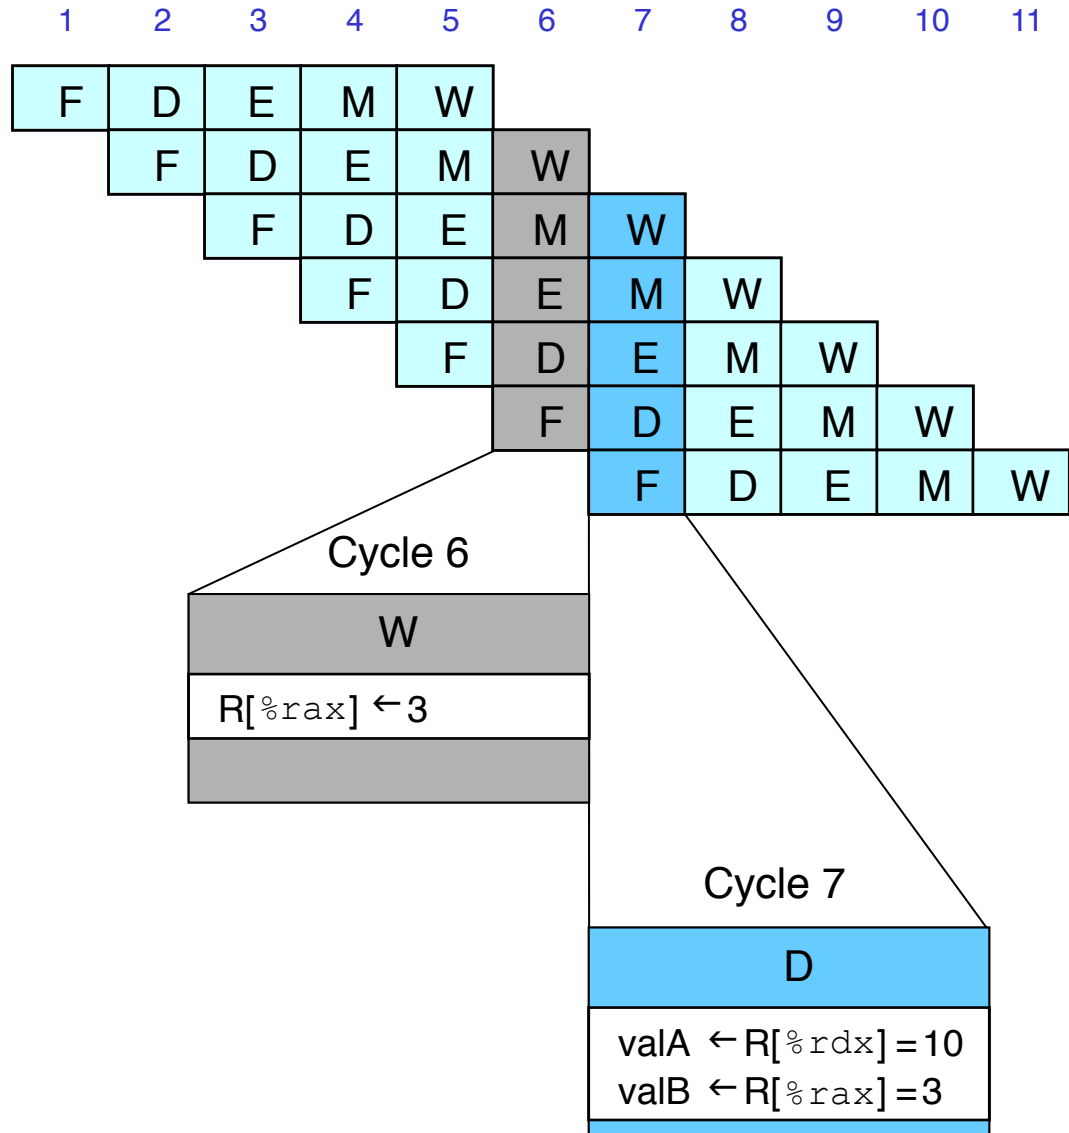 1 2 3 4 5 6 7 8 9 10 11
F D E M W
F D E M W
F D E M W
F D E M W
F D E M W
F D E M W
F D E M W
Cycle 6
W
R[%rax] ←3
Cycle 7
D
valA ←R[%rdx]=10
valB ←R[%rax]=3